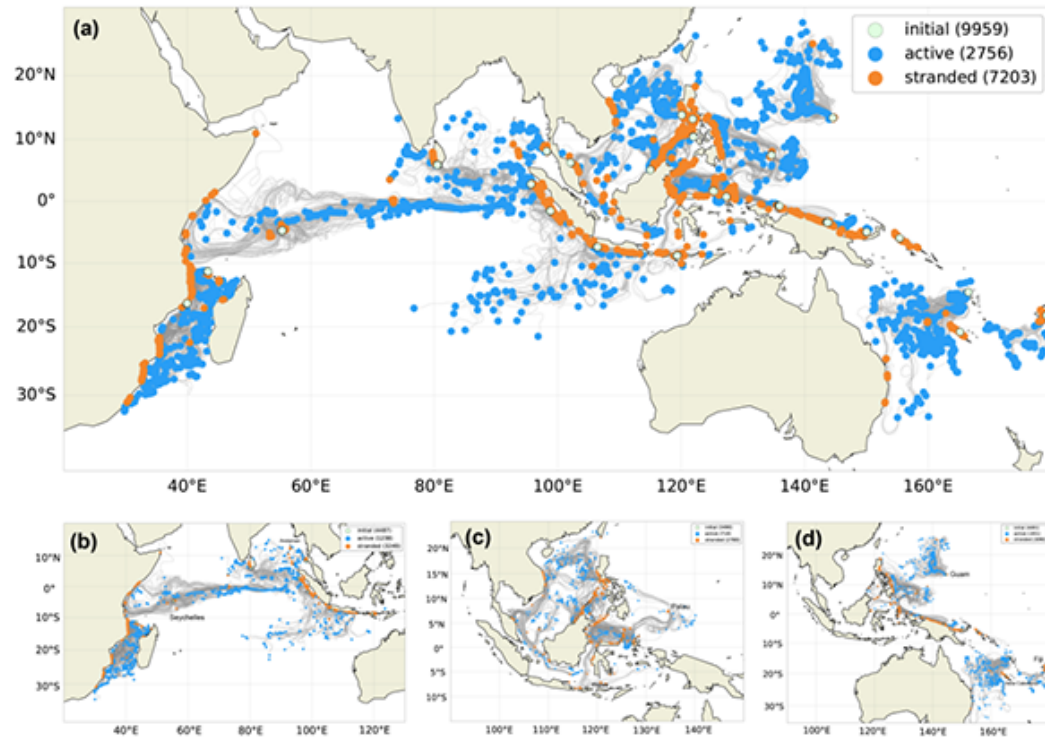 (a)
initial (9959)
active (2756)
stranded (7203)
20°N
10°N
0°
10°S
20°S
30°S
40°E 60°E 80°E 100°E 120°E 140°E 160°E
(b)
10°N
0°
10°S
20°S
30°S
Seychelles
40°E 60°E 80°E 100°E 120°E
(c)
20°N
15°N
10°N
5°N
0°
5°S
10°S
Palau
100°E 110°E 120°E 130°E 140°E
(d)
20°N
10°N
0°
10°S
20°S
30°S
Guam
100°E 120°E 140°E 160°E